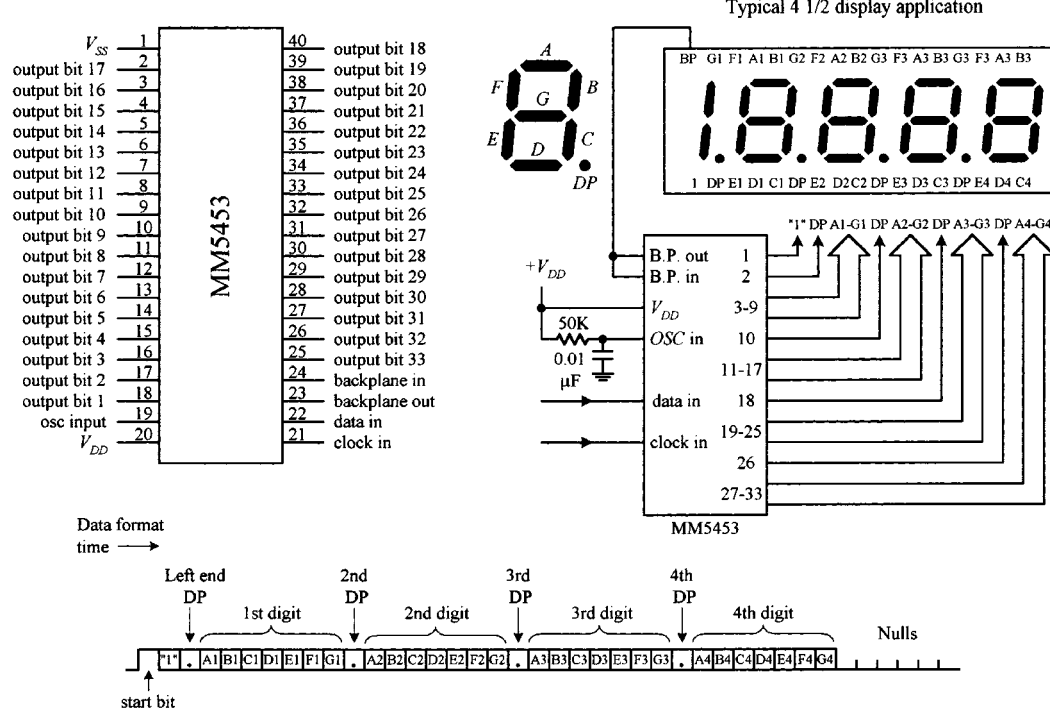 Typical 4 1/2 display application
V_SS 1 40 output bit 18
output bit 17 2 39 output bit 19
output bit 16 3 38 output bit 20
output bit 15 4 37 output bit 21
output bit 14 5 36 output bit 22
output bit 13 6 35 output bit 23
output bit 12 7 34 output bit 24
output bit 11 8 33 output bit 25
output bit 10 9 32 output bit 26
output bit 9 10 31 output bit 27
output bit 8 11 30 output bit 28
output bit 7 12 29 output bit 29
output bit 6 13 28 output bit 30
output bit 5 14 27 output bit 31
output bit 4 15 26 output bit 32
output bit 3 16 25 output bit 33
output bit 2 17 24 backplane in
output bit 1 18 23 backplane out
osc input 19 22 data in
V_DD 20 21 clock in
MM5453
A
F B
G
E C
D
DP
BP G1 F1 A1 B1 G2 F2 A2 B2 G3 F3 A3 B3 G3 F3 A3 B3
1 DP E1 D1 C1 DP E2 D2C2 DP E3 D3 C3 DP E4 D4 C4
"1" DP A1-G1 DP A2-G2 DP A3-G3 DP A4-G4
+V_DD
B.P. out 1
B.P. in 2
V_DD 3-9
50K
OSC in 10
0.01
µF
11-17
data in 18
19-25
clock in
26
27-33
MM5453
Data format
time
Left end
DP
1st digit
2nd
DP
2nd digit
3rd
DP
3rd digit
4th
DP
4th digit
Nulls
"1" . A1 B1 C1 D1 E1 F1 G1 . A2 B2 C2 D2 E2 F2 G2 . A3 B3 C3 D3 E3 F3 G3 . A4 B4 C4 D4 E4 F4 G4
start bit